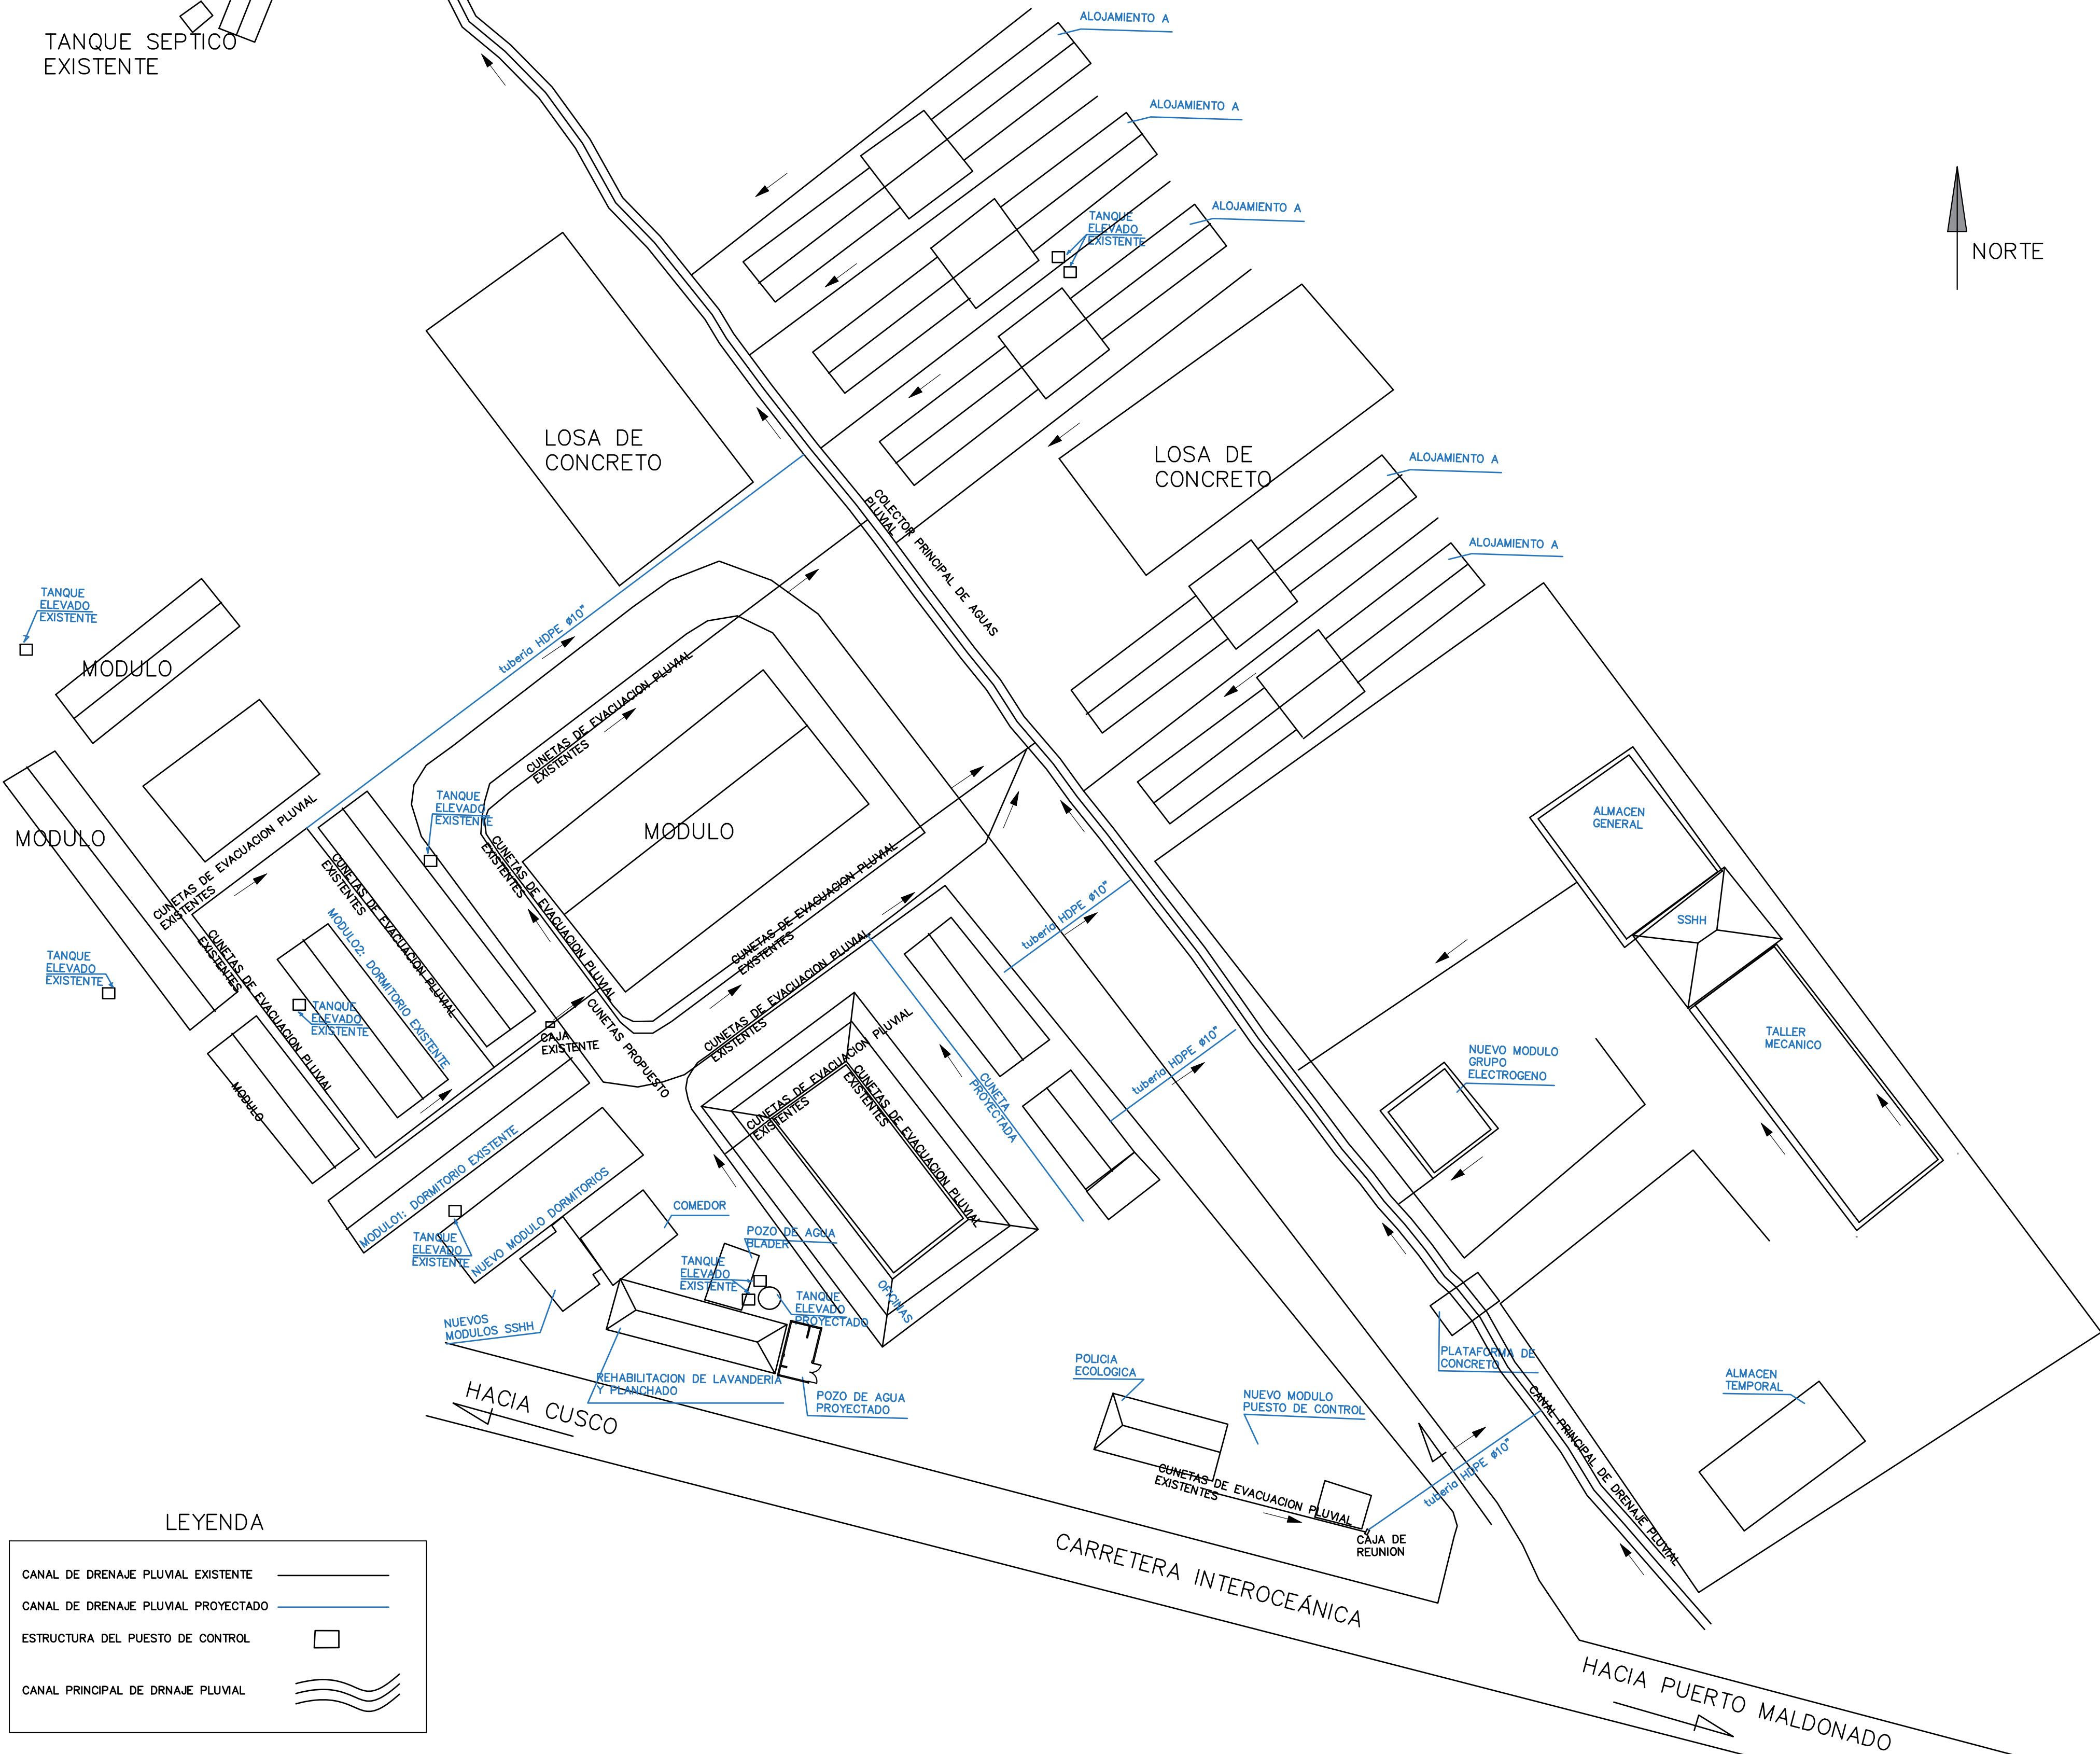 TANQUE SEPTICO
EXISTENTE
ALOJAMIENTO A
ALOJAMIENTO A
ALOJAMIENTO A
TANQUE
ELEVADO
EXISTENTE
NORTE
LOSA DE
CONCRETO
LOSA DE
CONCRETO
ALOJAMIENTO A
COLECTOR PRINCIPAL DE AGUAS
PLUVIAL
ALOJAMIENTO A
TANQUE
ELEVADO
EXISTENTE
tuberia HDPE ø10"
MODULO
CUNETAS DE EVACUACION PLUVIAL
EXISTENTES
TANQUE
ELEVADO
EXISTENTE
MODULO
MODULO
ALMACEN
GENERAL
CUNETAS DE EVACUACION PLUVIAL
EXISTENTES
CUNETAS DE EVACUACION PLUVIAL
EXISTENTES
CUNETAS DE EVACUACION PLUVIAL
EXISTENTES
CUNETAS DE EVACUACION PLUVIAL
EXISTENTES
MODULO2: DORMITORIO EXISTENTE
CUNETAS DE EVACUACION PLUVIAL
EXISTENTES
CUNETAS DE EVACUACION PLUVIAL
EXISTENTES
tuberia HDPE ø10"
SSHH
TANQUE
ELEVADO
EXISTENTE
TANQUE
ELEVADO
EXISTENTE
CAJA
EXISTENTE
CUNETAS PROPUESTO
CUNETAS DE EVACUACION PLUVIAL
EXISTENTES
CUNETAS DE EVACUACION PLUVIAL
EXISTENTES
CUNETA
PROYECTADA
tuberia HDPE ø10"
NUEVO MODULO
GRUPO
ELECTROGENO
TALLER
MECANICO
MODULO
MODULO1: DORMITORIO EXISTENTE
NUEVO MODULO DORMITORIOS
TANQUE
ELEVADO
EXISTENTE
COMEDOR
POZO DE AGUA
BLADER
TANQUE
ELEVADO
EXISTENTE
TANQUE
ELEVADO
PROYECTADO
OFICINAS
NUEVOS
MODULOS SSHH
REHABILITACION DE LAVANDERIA
Y PLANCHADO
POZO DE AGUA
PROYECTADO
POLICIA
ECOLOGICA
NUEVO MODULO
PUESTO DE CONTROL
PLATAFORMA DE
CONCRETO
ALMACEN
TEMPORAL
HACIA CUSCO
CUNETAS DE EVACUACION PLUVIAL
EXISTENTES
CAJA DE
REUNION
tuberia HDPE ø10"
CANAL PRINCIPAL DE DRENAJE PLUVIAL
CARRETERA INTEROCEÁNICA
HACIA PUERTO MALDONADO
LEYENDA
CANAL DE DRENAJE PLUVIAL EXISTENTE
CANAL DE DRENAJE PLUVIAL PROYECTADO
ESTRUCTURA DEL PUESTO DE CONTROL
CANAL PRINCIPAL DE DRNAJE PLUVIAL